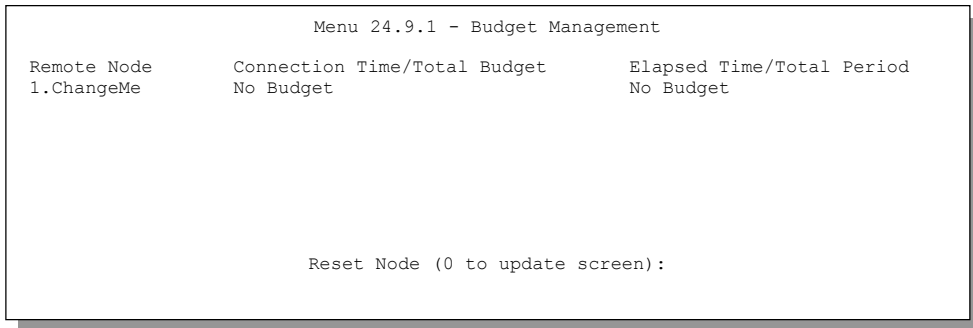 Menu 24.9.1 - Budget Management
Remote Node Connection Time/Total Budget Elapsed Time/Total Period
1.ChangeMe No Budget No Budget
Reset Node (0 to update screen):